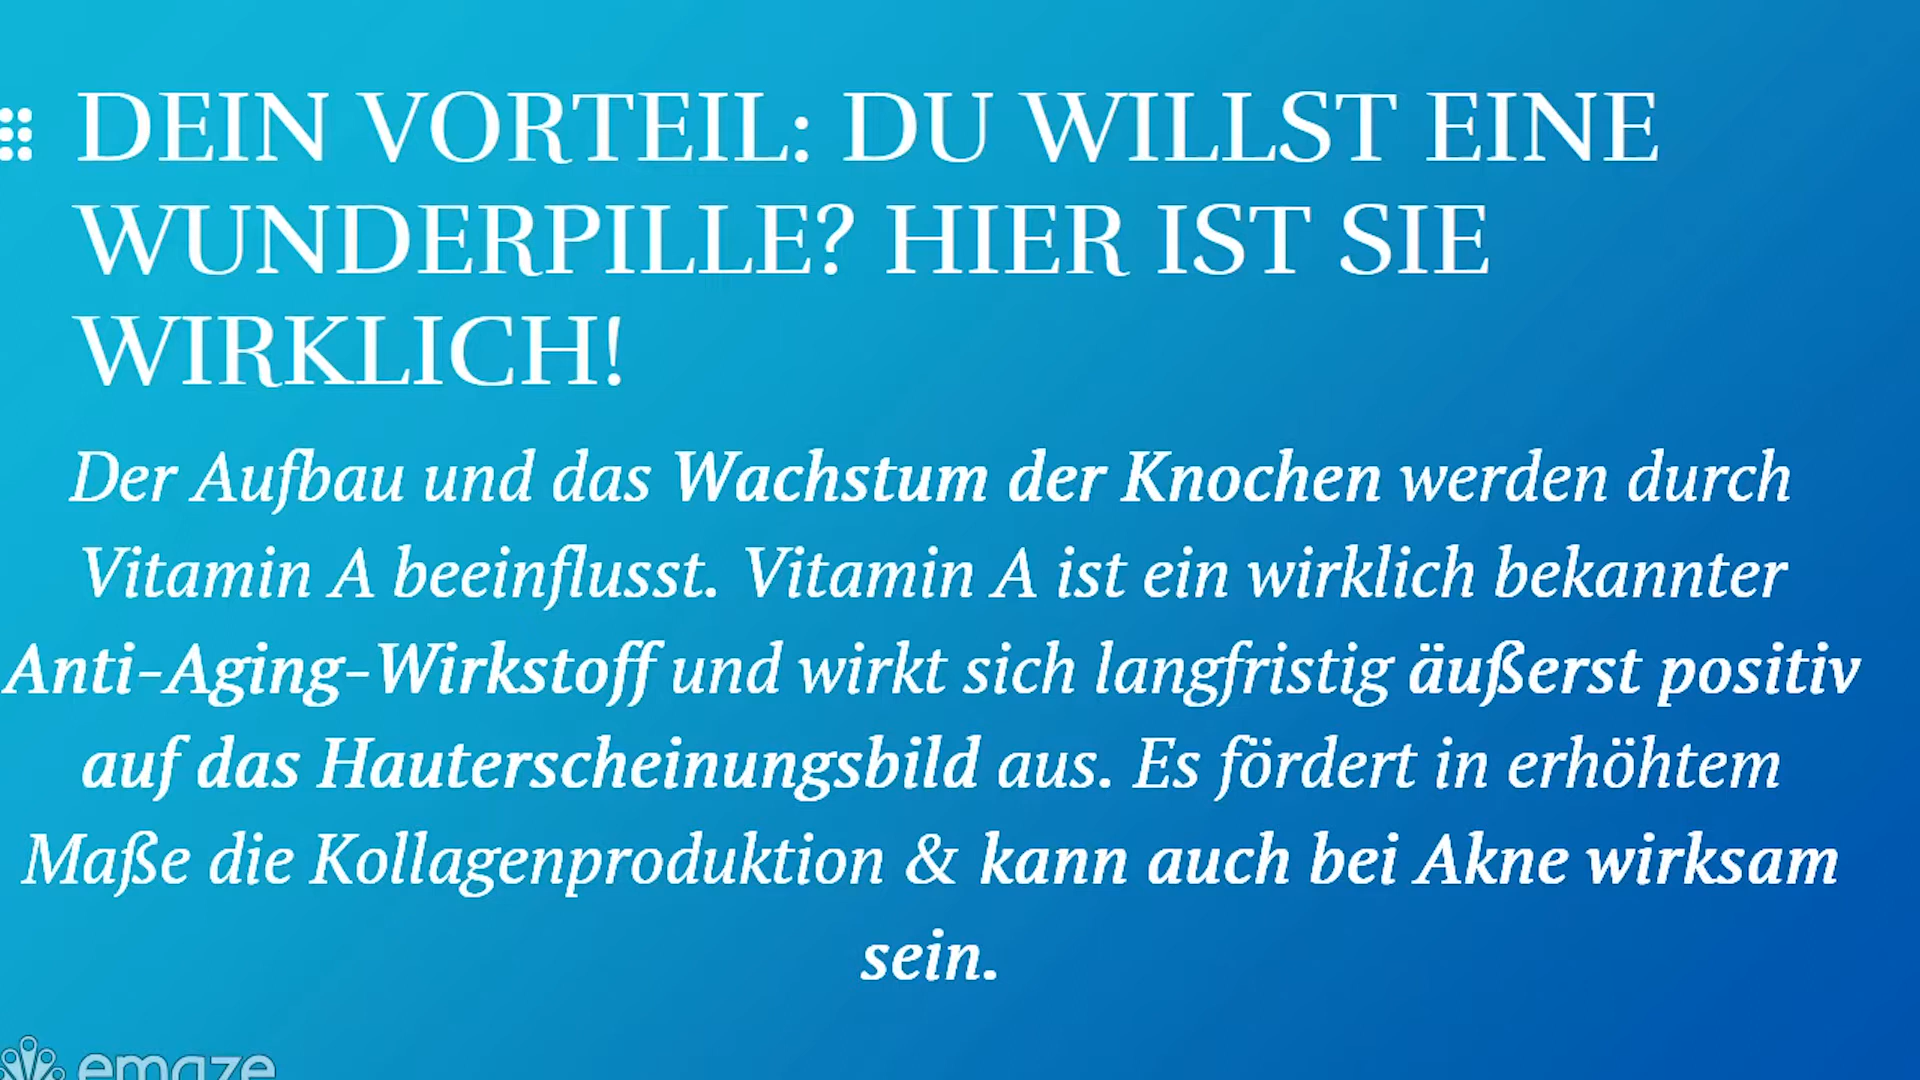 DEIN VORTEIL: DU WILLST EINE
WUNDERPILLE? HIER IST SIE
WIRKLICH!
Der Aufbau und das Wachstum der Knochen werden durch
Vitamin A beeinflusst. Vitamin A ist ein wirklich bekannter
Anti-Aging-Wirkstoff und wirkt sich langfristig äußerst positiv
auf das Hauterscheinungsbild aus. Es fördert in erhöhtem
Maße die Kollagenproduktion & kann auch bei Akne wirksam
sein.
emaze